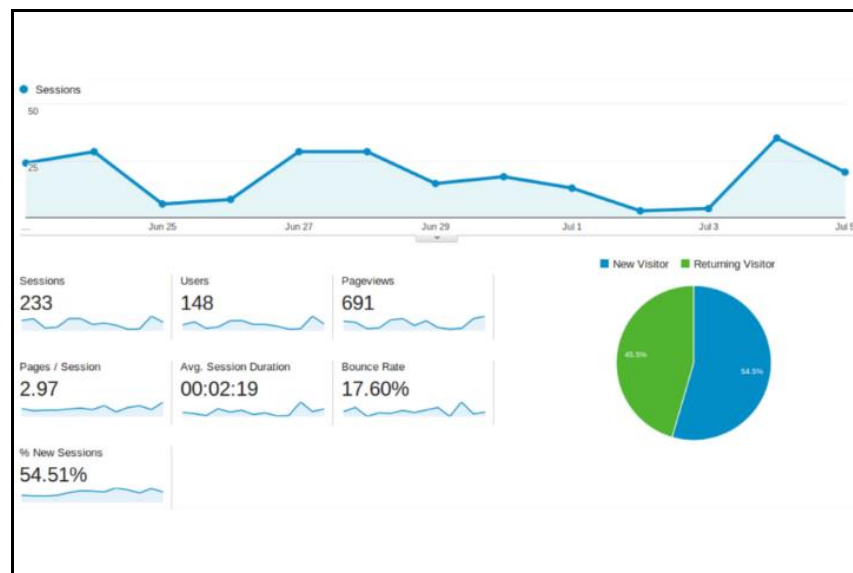 Sessions
50
25
... Jun 25 Jun 27 Jun 29 Jul 1 Jul 3 Jul 5
New Visitor Returning Visitor
Sessions Users Pageviews
233 148 691
Pages / Session Avg. Session Duration Bounce Rate
2.97 00:02:19 17.60%
% New Sessions
54.51%
45.5%
54.5%